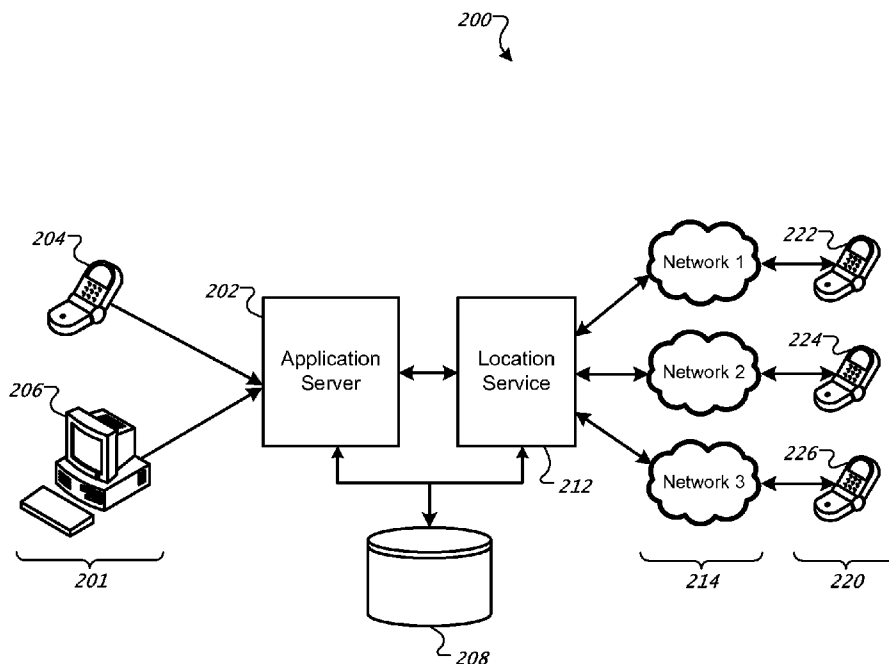 200
204
202
206
Application
Server
Location
Service
212
Network 1
Network 2
Network 3
222
224
226
201
208
214
220